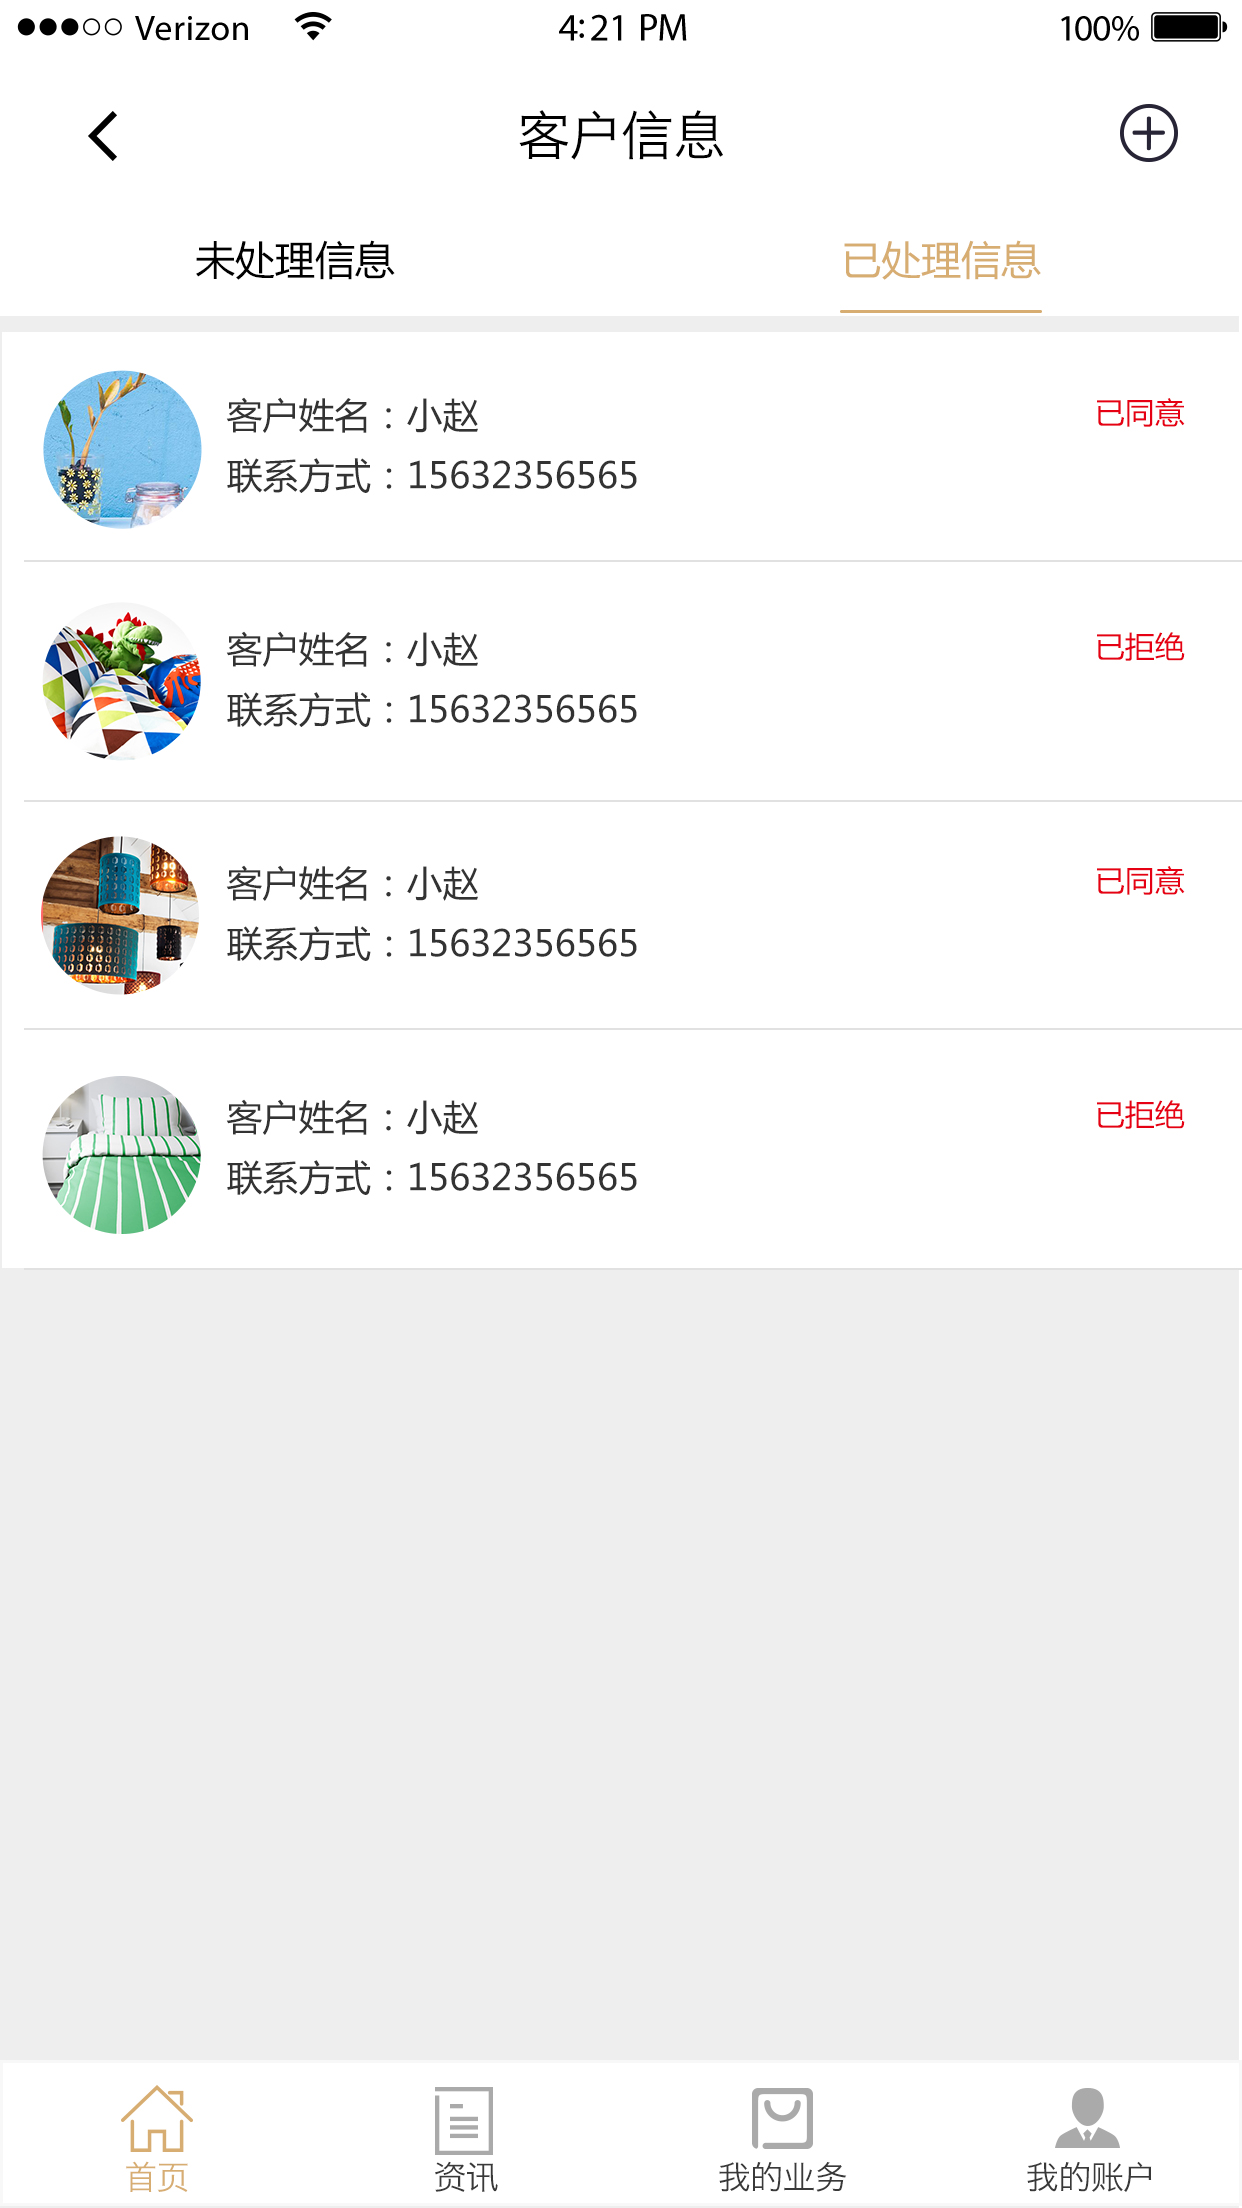 Verizon 4:21 PM 100%
客户信息
未处理信息 已处理信息
客户姓名：小赵 已同意
联系方式：15632356565
客户姓名：小赵 已拒绝
联系方式：15632356565
客户姓名：小赵 已同意
联系方式：15632356565
客户姓名：小赵 已拒绝
联系方式：15632356565
首页 资讯 我的业务 我的账户